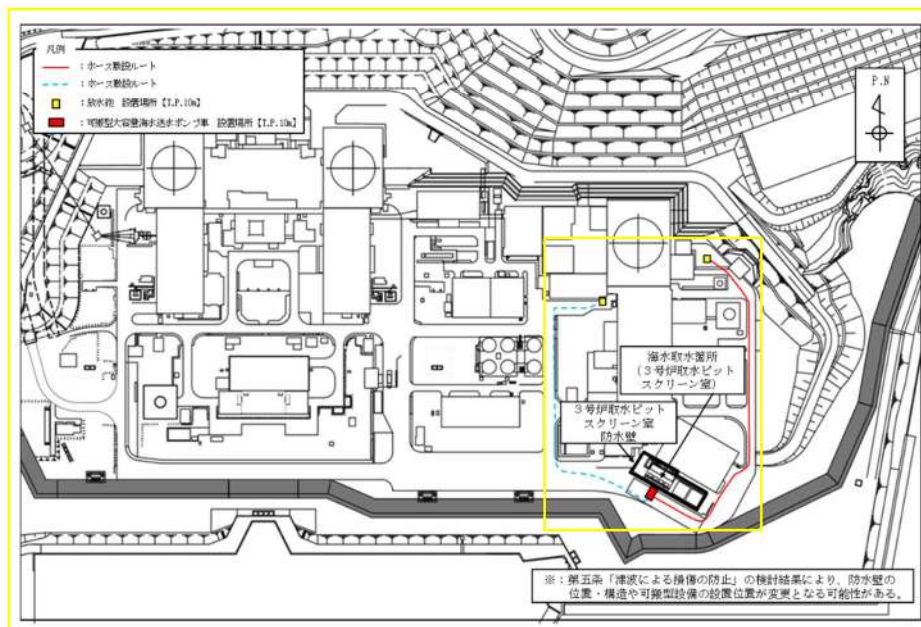 凡例
：ホース敷設ルート
：ホース敷設ルート
：放水砲　設置場所【T.P.10m】
：可搬型大容量海水送水ポンプ車　設置場所【T.P.10m】
P.N
海水取水箇所
（３号炉取水ピット
スクリーン室）
３号炉取水ピット
スクリーン室
防水壁
※：第五条「津波による損傷の防止」の検討結果により、防水壁の
位置・構造や可搬型設備の設置位置が変更となる可能性がある。